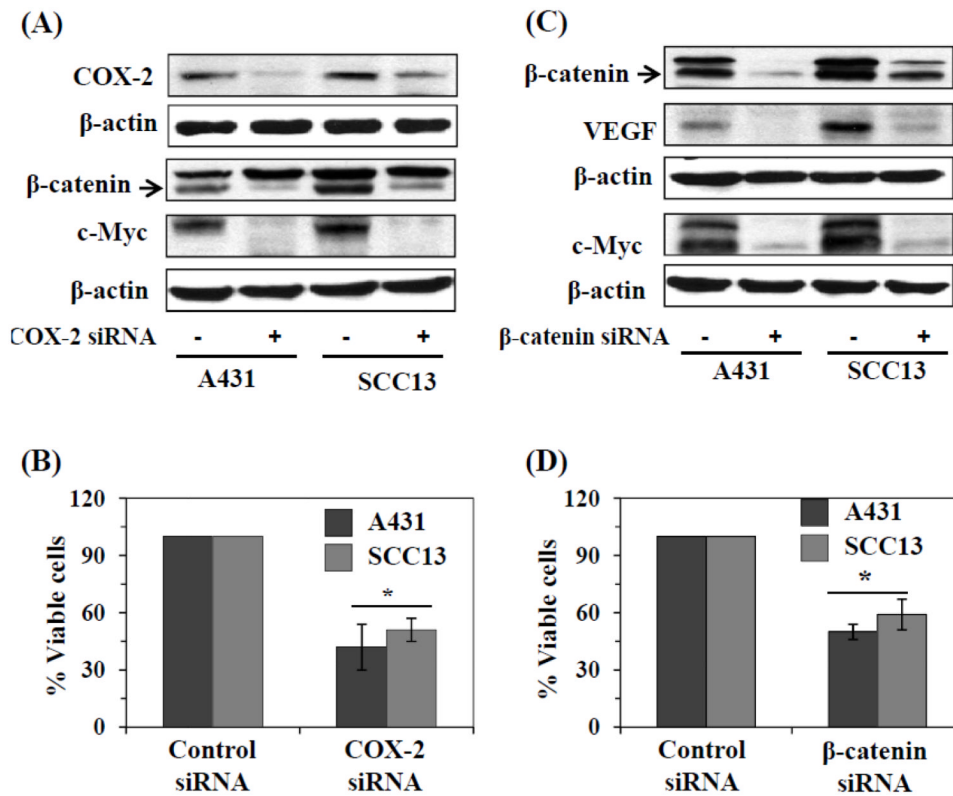 (A)
COX-2
β-actin
β-catenin
c-Myc
β-actin
COX-2 siRNA - + - +
A431 SCC13
(C)
β-catenin
VEGF
β-actin
c-Myc
β-actin
β-catenin siRNA - + - +
A431 SCC13
(B)
120
90
60
30
0
% Viable cells
A431
SCC13
*
Control siRNA
COX-2 siRNA
(D)
120
90
60
30
0
% Viable cells
A431
SCC13
*
Control siRNA
β-catenin siRNA